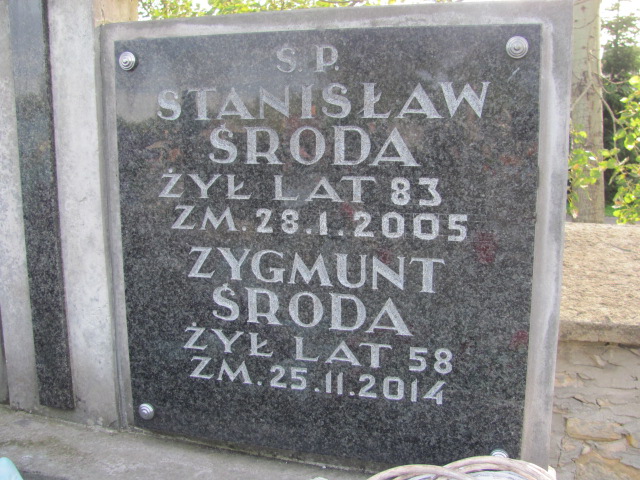 Ś.P.
STANISŁAW
ŚRODA
ŻYŁ LAT 83
ZM. 28.1.2005
ZYGMUNT
ŚRODA
ŻYŁ LAT 58
ZM. 25.11.2014